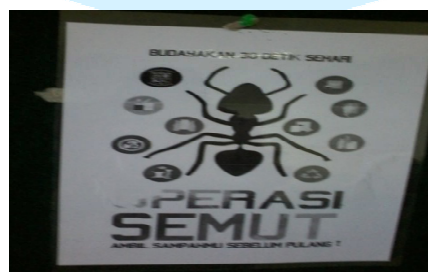 BUDAYAKAN 30 DETIK SEHARI
OPERASI
SEMUT
AMBIL SAMPAHMU SEBELUM PULANG !